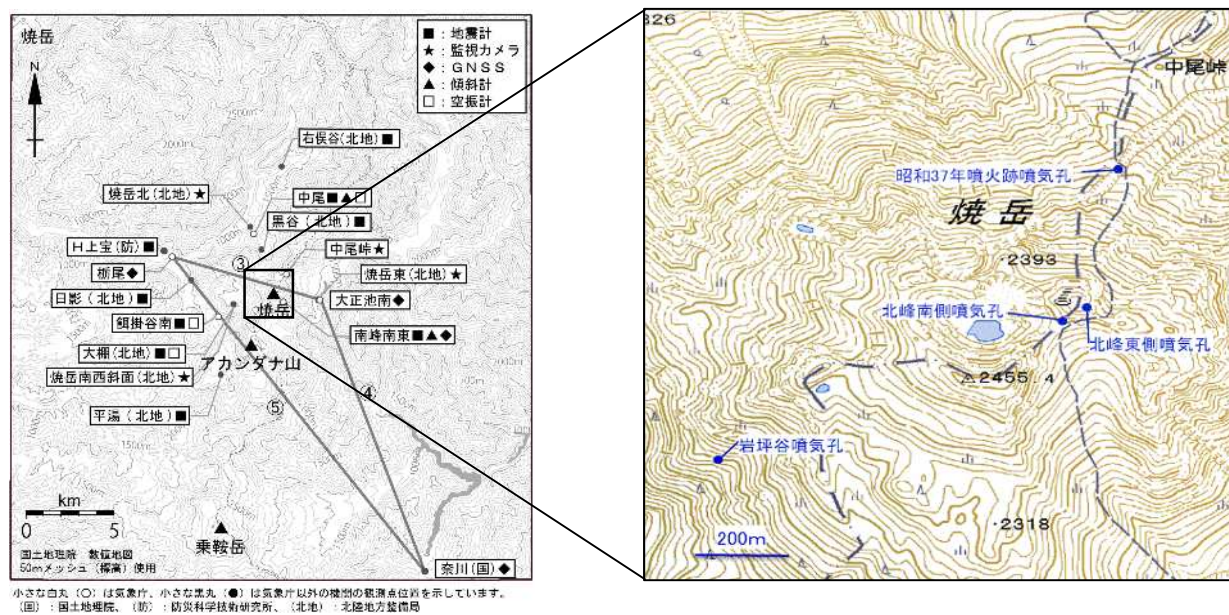 焼岳
N
■：地震計
★：監視カメラ
◆：ＧＮＳＳ
▲：傾斜計
□：空振計
右俣谷(北地)■
焼岳北(北地)★
中尾■▲□
黒谷(北地)■
Ｈ上宝(防)■
中尾峠★
栃尾◆
③
焼岳東(北地)★
日影(北地)■
焼岳
大正池南◆
餌掛谷南■□
南峰南東■▲◆
大棚(北地)■□
アカンダナ山
焼岳南西斜面(北地)★
④
平湯(北地)■
⑤
km
0 5
乗鞍岳
国土地理院 数値地図
50mメッシュ(標高)使用
奈川(国)◆
小さな白丸（○）は気象庁、小さな黒丸（●）は気象庁以外の機関の観測点位置を示しています。
(国)：国土地理院、(防)：防災科学技術研究所、(北地)：北陸地方整備局
826
中尾峠
昭和37年噴火跡噴気孔
焼岳
2393
北峰南側噴気孔
北峰東側噴気孔
2455.4
岩坪谷噴気孔
2318
200m